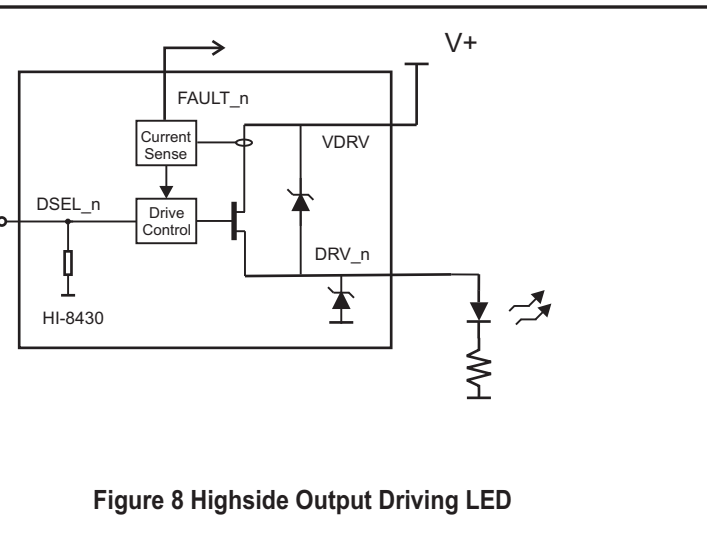 V+
FAULT_n
Current
Sense
VDRV
DSEL_n
Drive
Control
DRV_n
HI-8430
Figure 8 Highside Output Driving LED